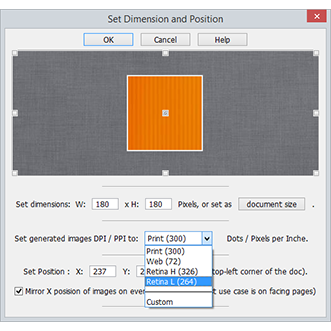 Set Dimension and Position
OK Cancel Help
Set dimensions: W: 180 x H: 180 Pixels, or set as document size .
Set generated images DPI / PPI to: Print (300) Dots / Pixels per Inche.
Print (300)
Web (72)
Set Position : X: 237 Y: 2 Retina H (326) top-left corner of the doc).
Retina L (264)
Mirror X possion of images on even t use case is on facing pages)
Custom